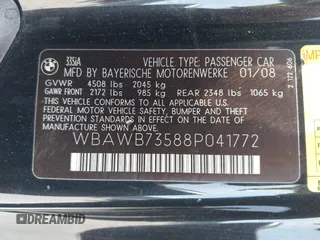 335iA VEHICLE TYPE: PASSENGER CAR
MFD BY BAYERISCHE MOTORENWERKE 01/08
GVWR 4508 lbs 2045 kg
GAWR FRONT 2172 lbs 985 kg REAR 2348 lbs 1065 kg
THIS VEHICLE CONFORMS TO ALL APPLICABLE FEDERAL MOTOR VEHICLE
SAFETY, BUMPER, AND THEFT PREVENTION STANDARDS IN EFFECT ON
THE DATE OF MANUFACTURE SHOWN ABOVE.
WBAWB73588P041772
DREAMBID